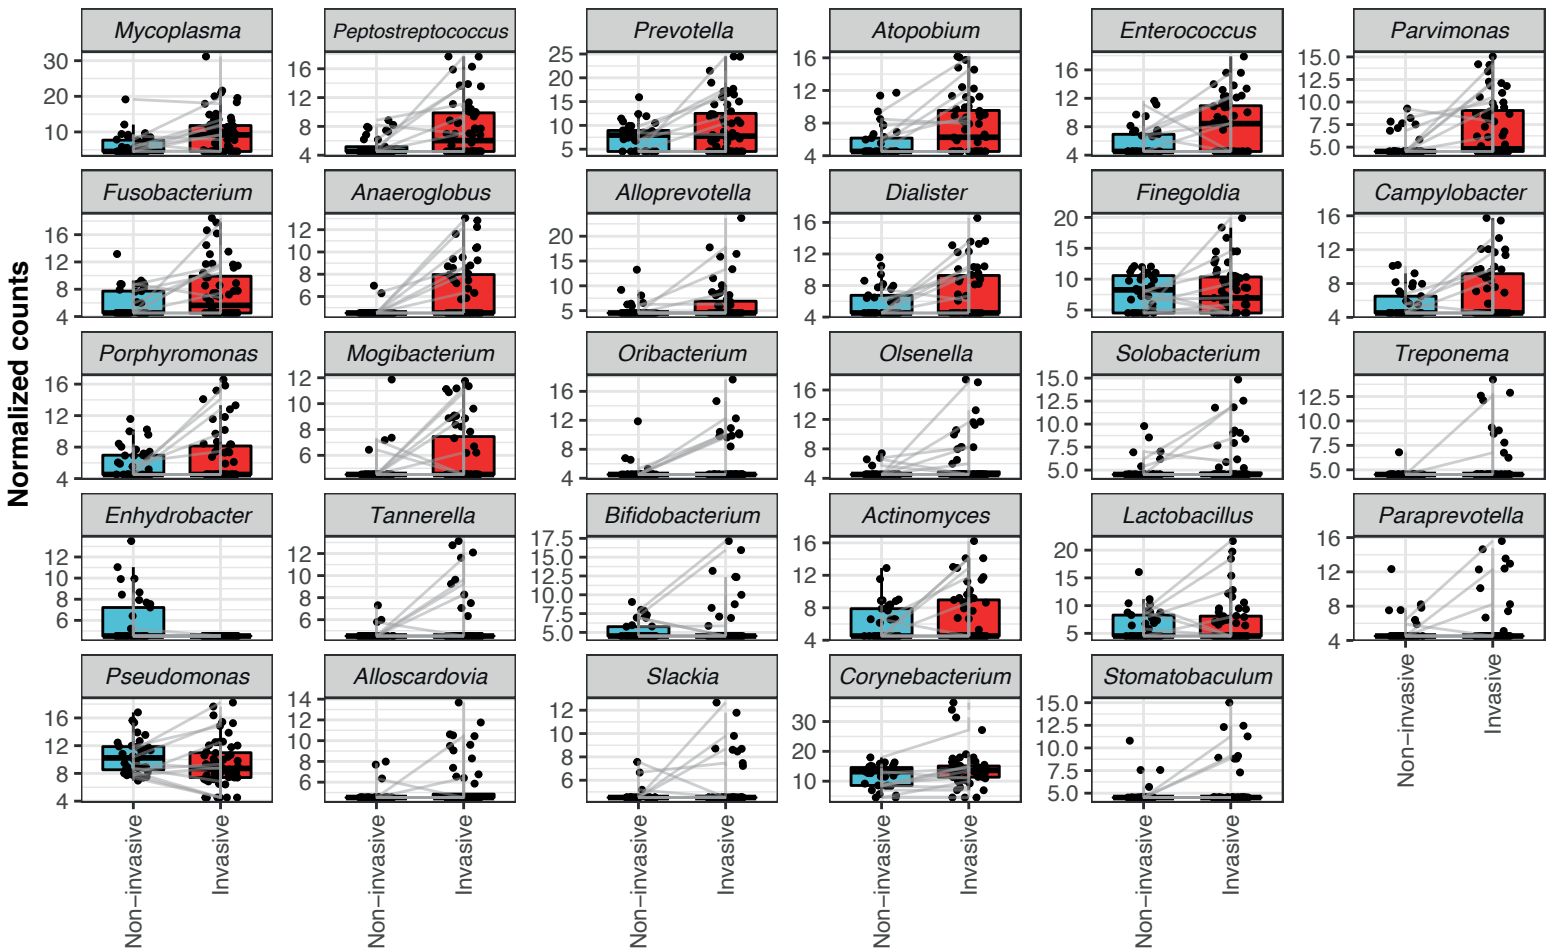 Normalized counts
Mycoplasma Peptostreptococcus Prevotella Atopobium Enterococcus Parvimonas
30 20 10
16 12 8 4
25 20 15 10 5
16 12 8 4
16 12 8 4
15.0 12.5 10.0 7.5 5.0
Fusobacterium Anaeroglobus Alloprevotella Dialister Finegoldia Campylobacter
16 12 8 4
12 10 8 6
20 15 10 5
16 12 8 4
20 15 10 5
16 12 8 4
Porphyromonas Mogibacterium Oribacterium Olsenella Solobacterium Treponema
16 12 8 4
12 10 8 6
16 12 8 4
16 12 8 4
15.0 12.5 10.0 7.5 5.0
12.5 10.0 7.5 5.0
Enhydrobacter Tannerella Bifidobacterium Actinomyces Lactobacillus Paraprevotella
12 10 8 6
12 10 8 6
17.5 15.0 12.5 10.0 7.5 5.0
16 12 8 4
20 15 10 5
16 12 8 4
Pseudomonas Alloscardovia Slackia Corynebacterium Stomatobaculum
16 12 8 4
14 12 10 8 6
12 10 8 6
30 20 10
15.0 12.5 10.0 7.5 5.0
Non−invasive Invasive
Non−invasive Invasive
Non−invasive Invasive
Non−invasive Invasive
Non−invasive Invasive
Non−invasive Invasive